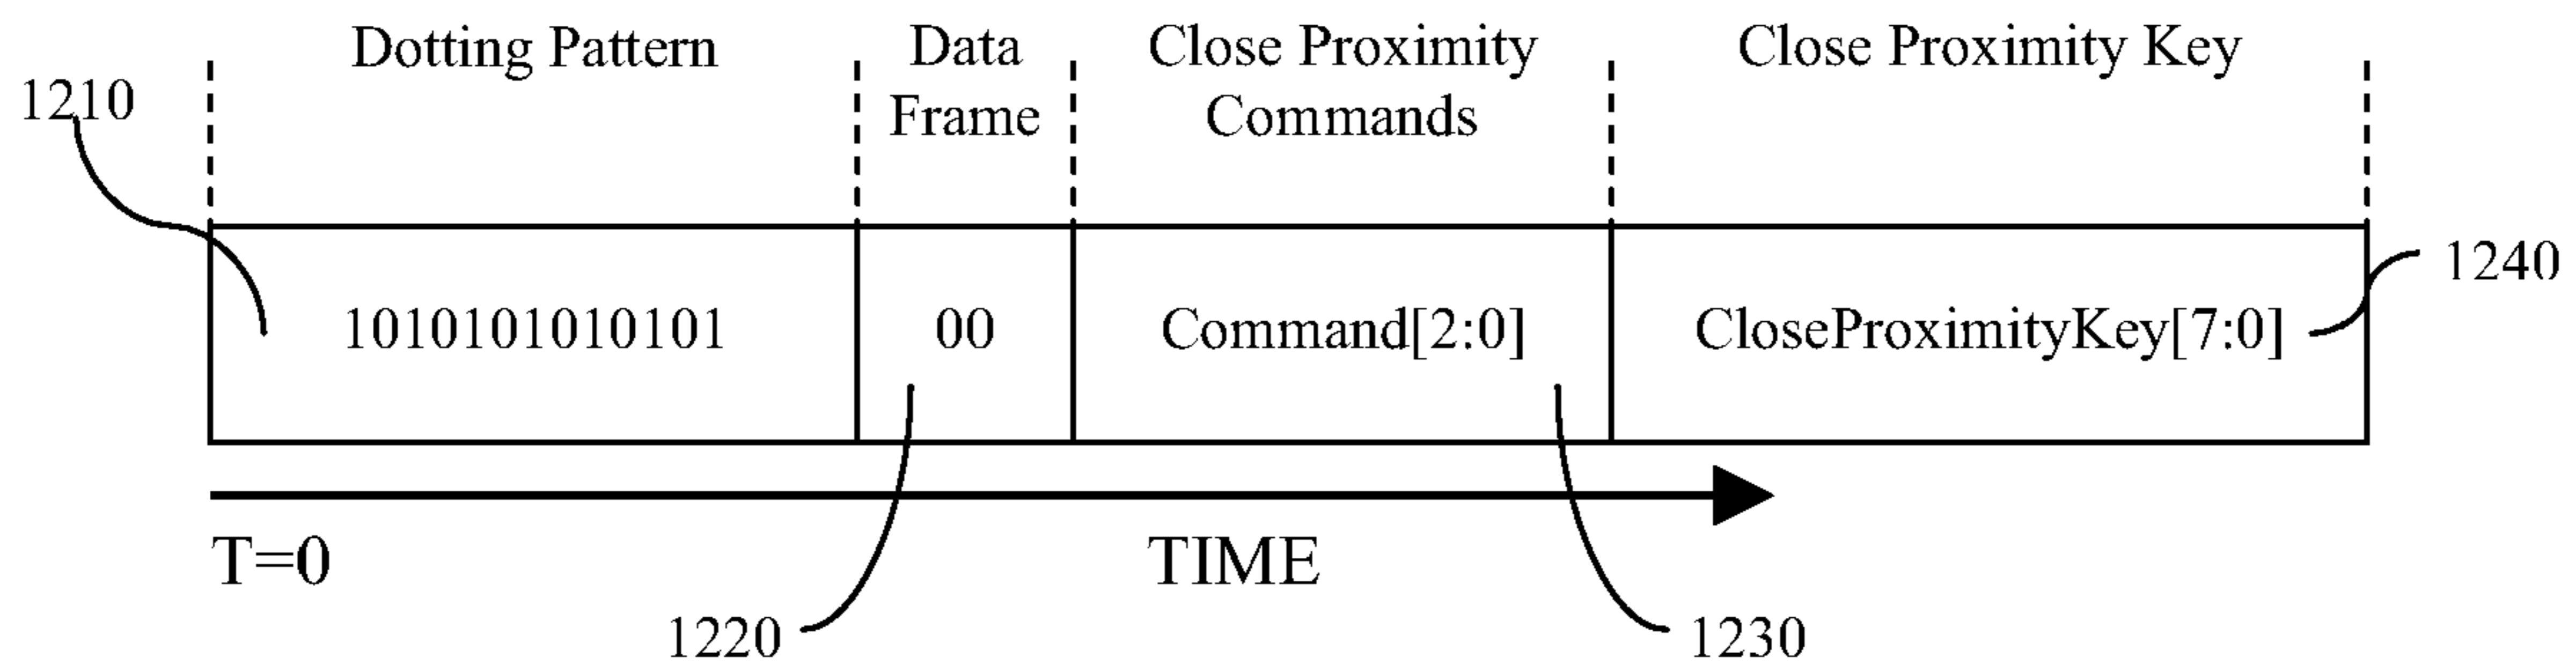 Dotting Pattern
Data
Frame
Close Proximity
Commands
Close Proximity Key
1210
1010101010101
00
Command[2:0]
CloseProximityKey[7:0]
1240
T=0
TIME
1220
1230